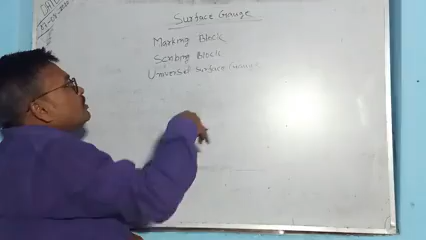 Surface Gauge
Marking Block
Scribing Block
Universal Surface Gauge